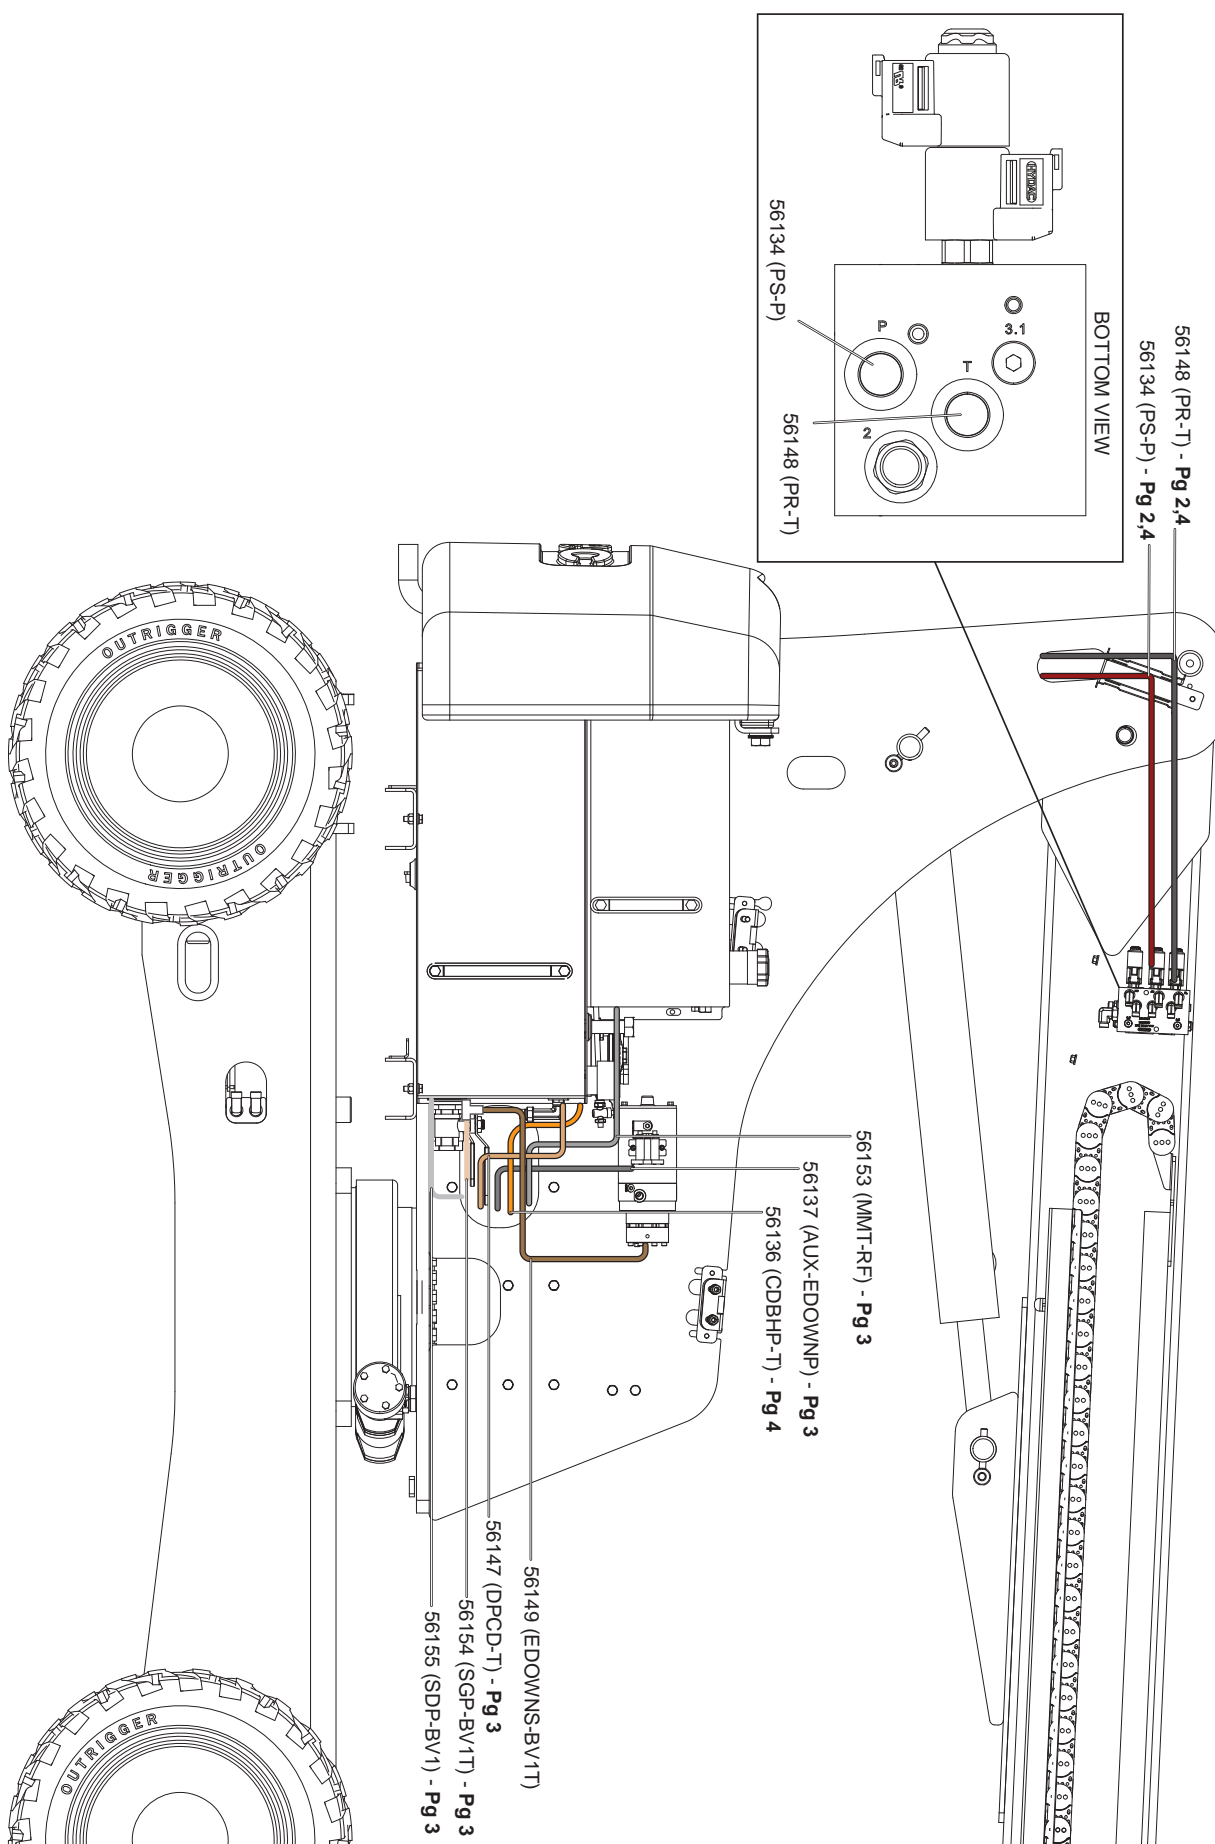 56148 (PR-T) - Pg 2,4
56134 (PS-P) - Pg 2,4
BOTTOM VIEW
HYDAC
3.1
T
P
2
56148 (PR-T)
56134 (PS-P)
56153 (MMT-RF) - Pg 3
56137 (AUX-EDOWNP) - Pg 3
56136 (CDBHP-T) - Pg 4
56149 (EDOWNS-BV1T)
56147 (DPCD-T) - Pg 3
56154 (SGP-BV1T) - Pg 3
56155 (SDP-BV1) - Pg 3
OUTRIGGER
OUTRIGGER
OUTRIGGER